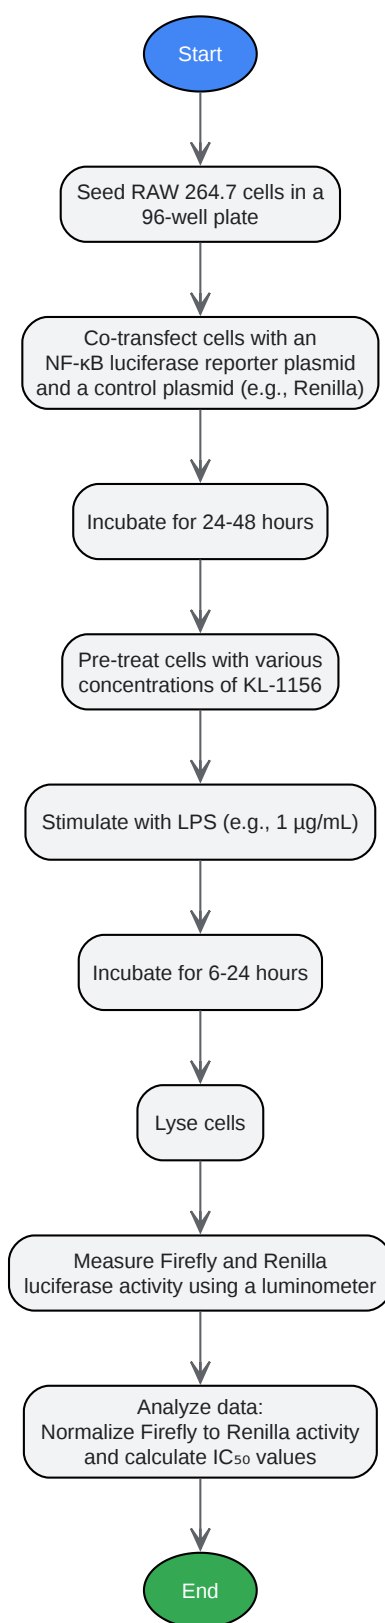 Start
Seed RAW 264.7 cells in a
96-well plate
Co-transfect cells with an
NF-κB luciferase reporter plasmid
and a control plasmid (e.g., Renilla)
Incubate for 24-48 hours
Pre-treat cells with various
concentrations of KL-1156
Stimulate with LPS (e.g., 1 µg/mL)
Incubate for 6-24 hours
Lyse cells
Measure Firefly and Renilla
luciferase activity using a luminometer
Analyze data:
Normalize Firefly to Renilla activity
and calculate IC₅₀ values
End